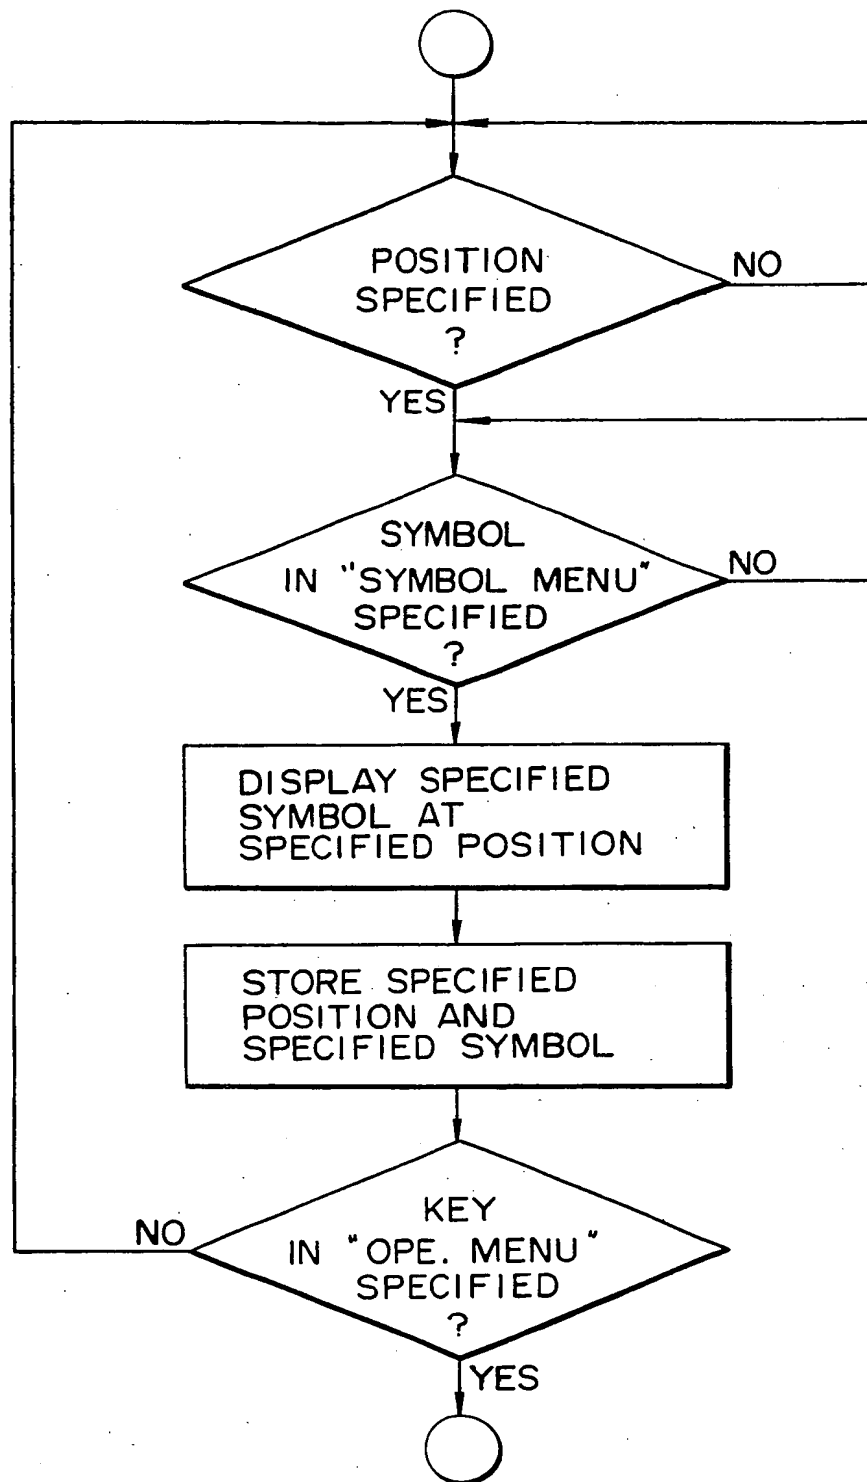 POSITION
SPECIFIED
?
NO
YES
SYMBOL
IN "SYMBOL MENU"
SPECIFIED
?
NO
YES
DISPLAY SPECIFIED
SYMBOL AT
SPECIFIED POSITION
STORE SPECIFIED
POSITION AND
SPECIFIED SYMBOL
KEY
IN "OPE. MENU"
SPECIFIED
?
NO
YES